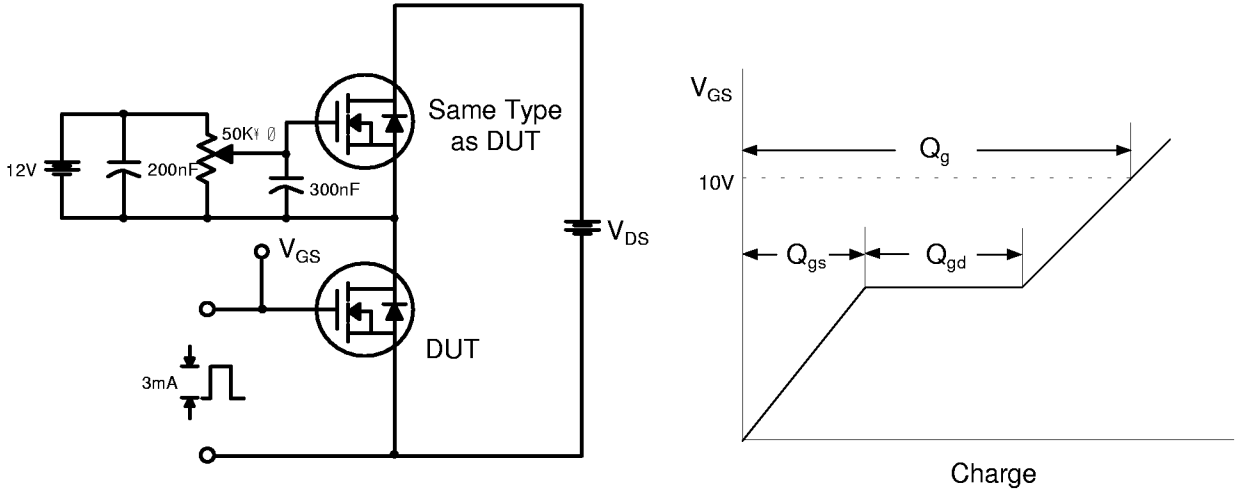 12V
200nF
50K¥ Ø
300nF
Same Type
as DUT
VDS
VGS
DUT
3mA
VGS
10V
Qg
Qgs
Qgd
Charge